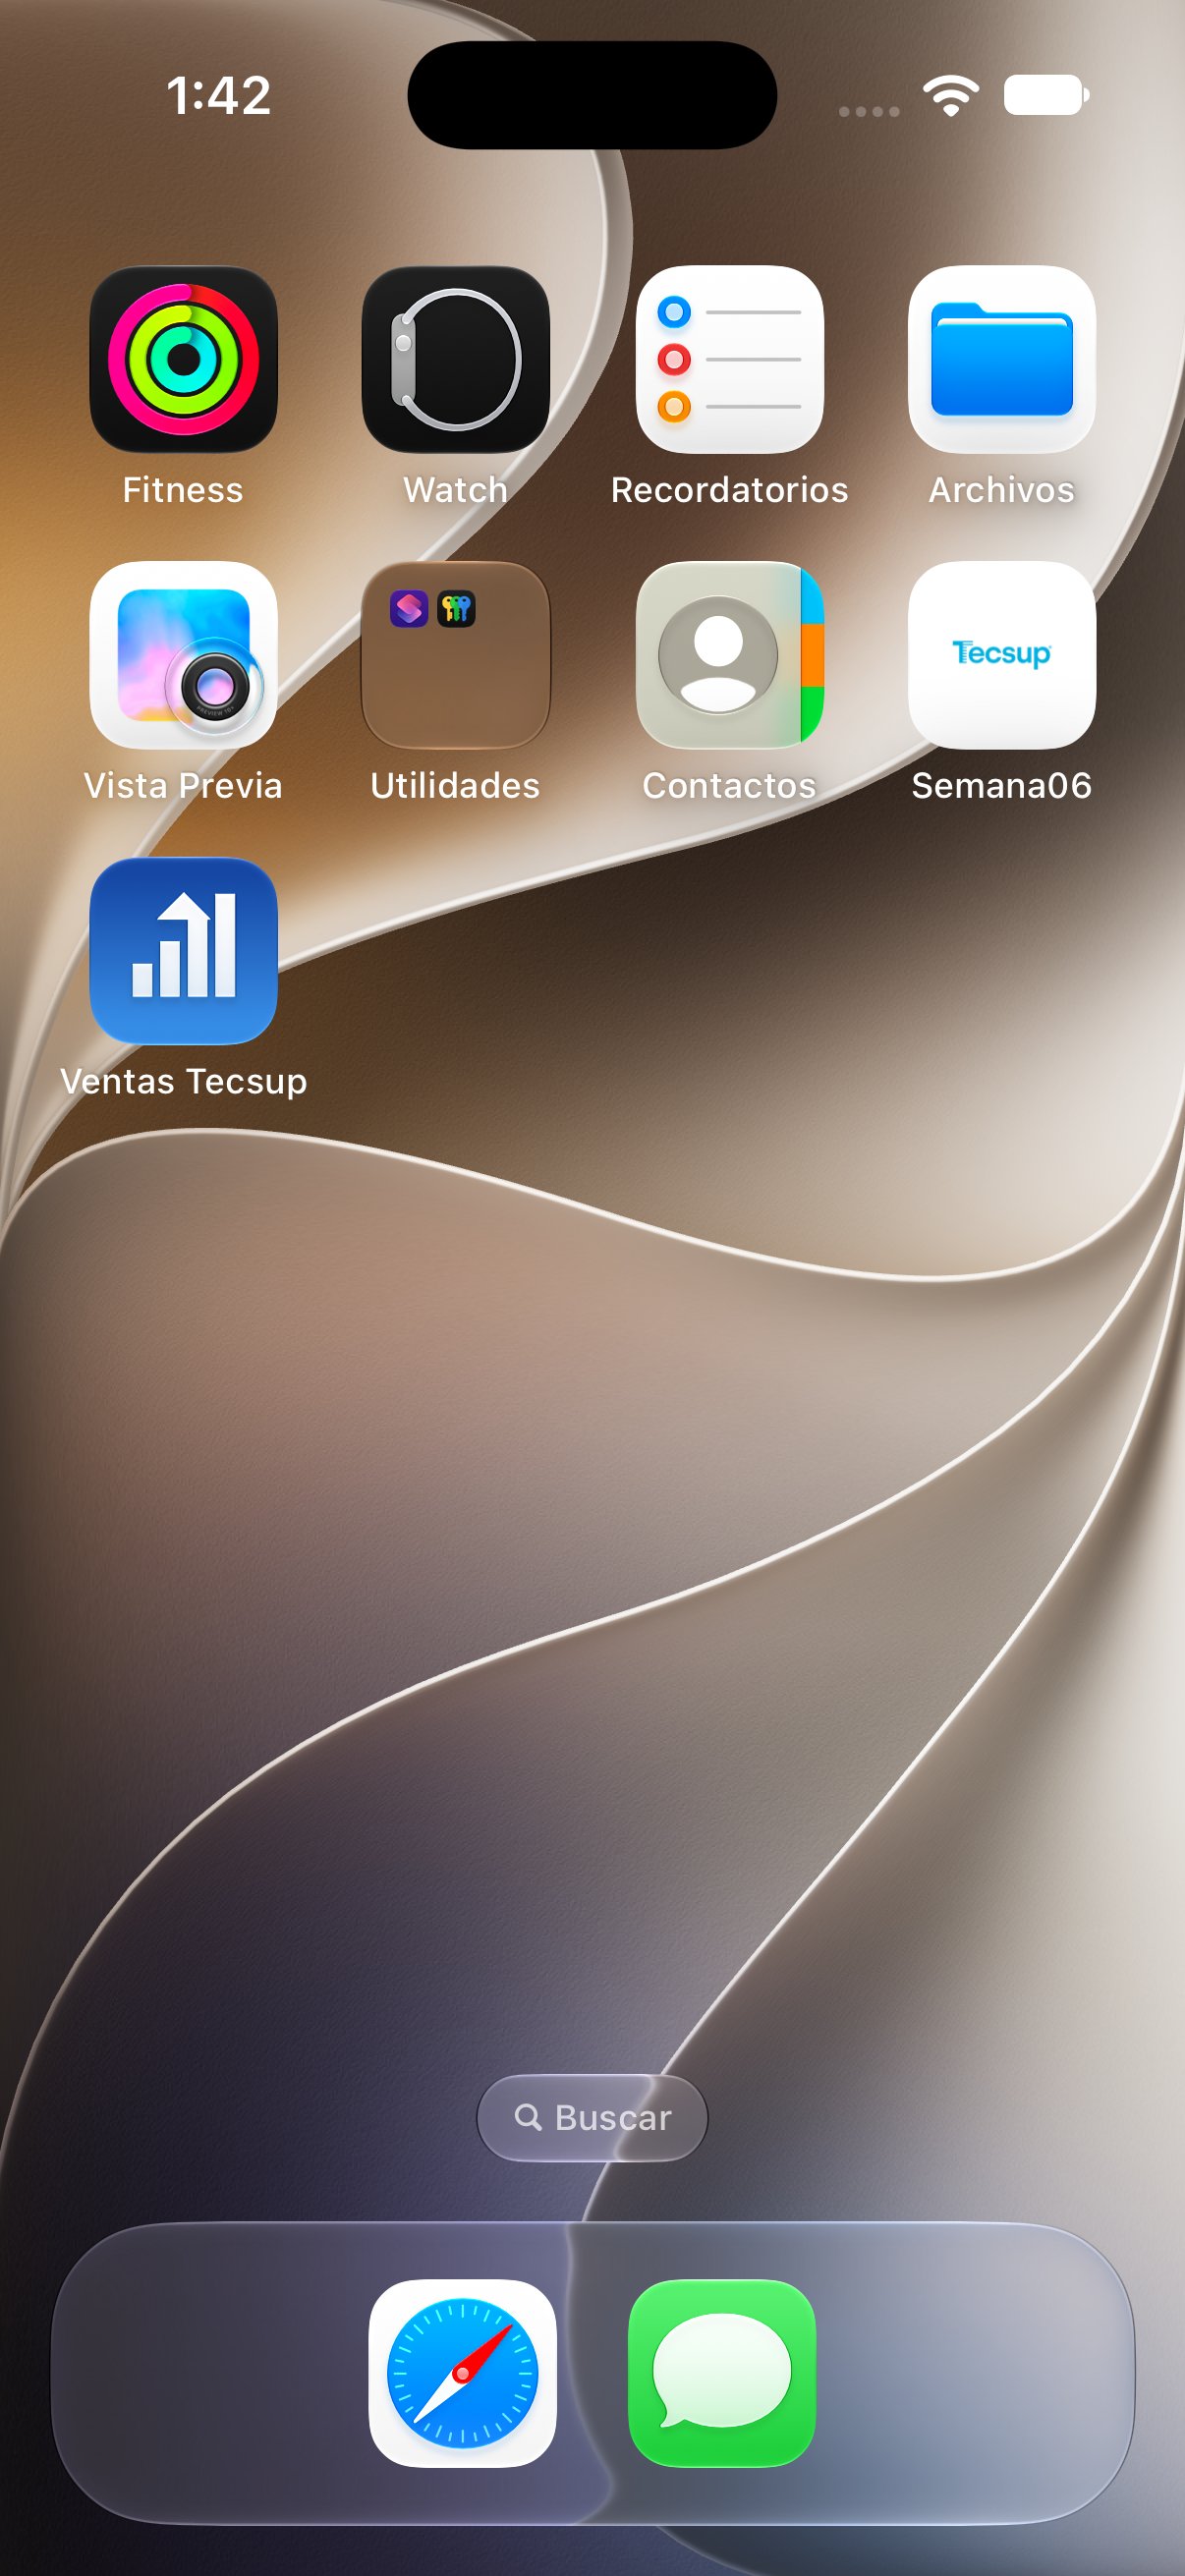 1:42
Fitness
Watch
Recordatorios
Archivos
Tecsup
Vista Previa
Utilidades
Contactos
Semana06
Ventas Tecsup
Buscar